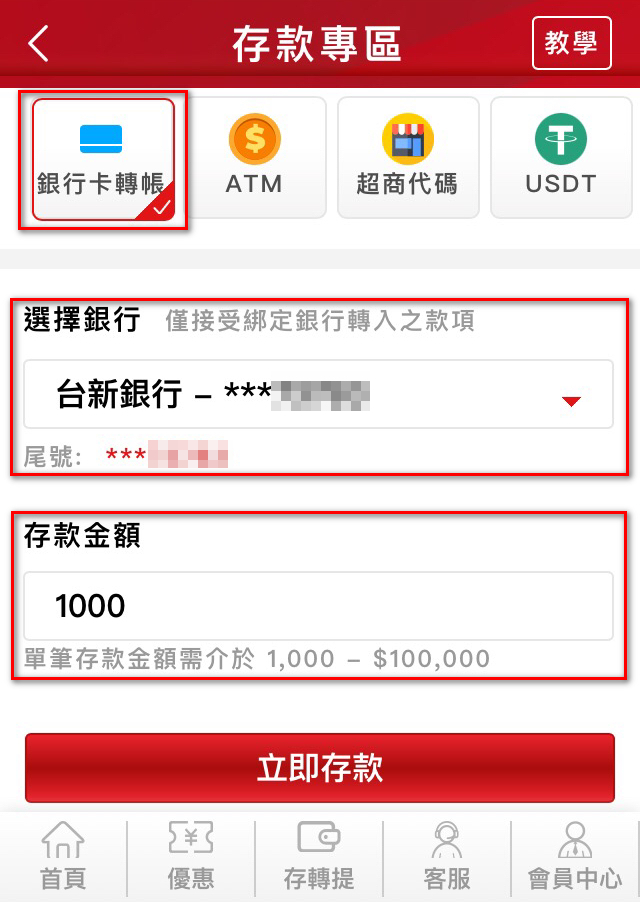 存款專區
教學
銀行卡轉帳
ATM
超商代碼
USDT
選擇銀行 僅接受綁定銀行轉入之款項
台新銀行 – ***
尾號: ***
存款金額
1000
單筆存款金額需介於 1,000 – $100,000
立即存款
首頁
優惠
存轉提
客服
會員中心